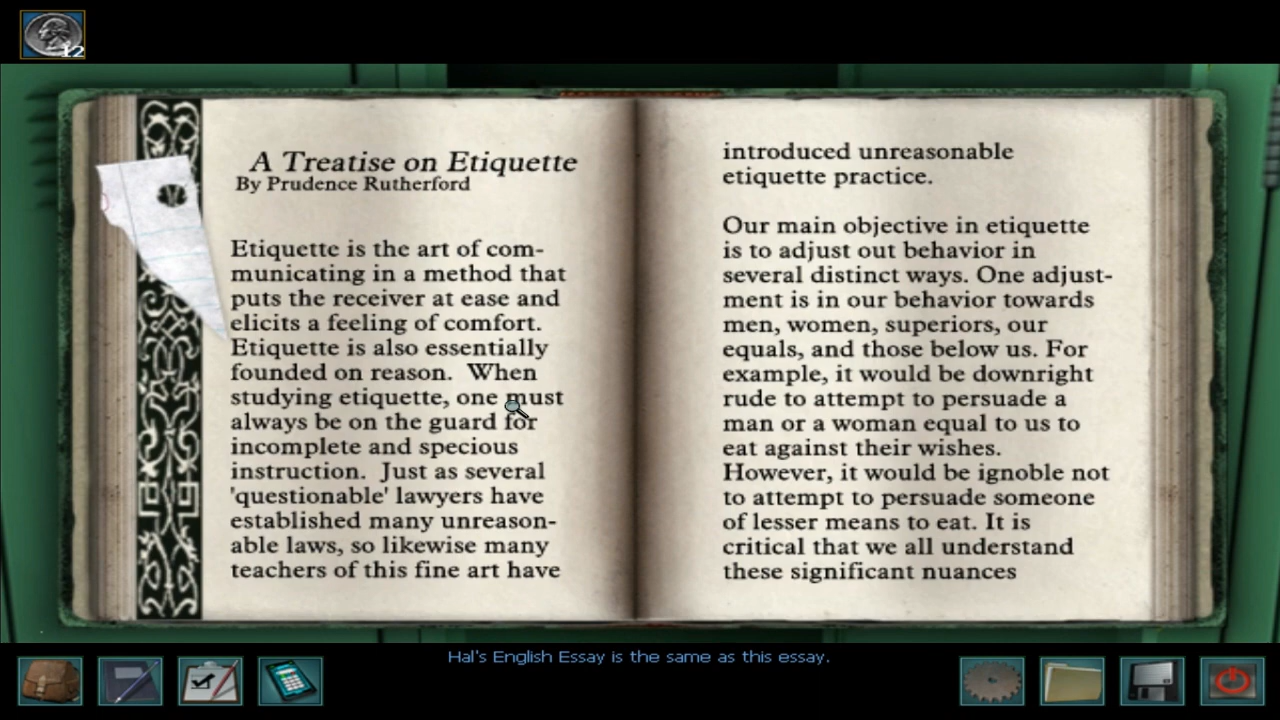 12
A Treatise on Etiquette
By Prudence Rutherford
Etiquette is the art of com-
municating in a method that
puts the receiver at ease and
elicits a feeling of comfort.
Etiquette is also essentially
founded on reason.  When
studying etiquette, one must
always be on the guard for
incomplete and specious
instruction.  Just as several
'questionable' lawyers have
established many unreason-
able laws, so likewise many
teachers of this fine art have
introduced unreasonable
etiquette practice.
Our main objective in etiquette
is to adjust out behavior in
several distinct ways. One adjust-
ment is in our behavior towards
men, women, superiors, our
equals, and those below us. For
example, it would be downright
rude to attempt to persuade a
man or a woman equal to us to
eat against their wishes.
However, it would be ignoble not
to attempt to persuade someone
of lesser means to eat. It is
critical that we all understand
these significant nuances
Hal's English Essay is the same as this essay.